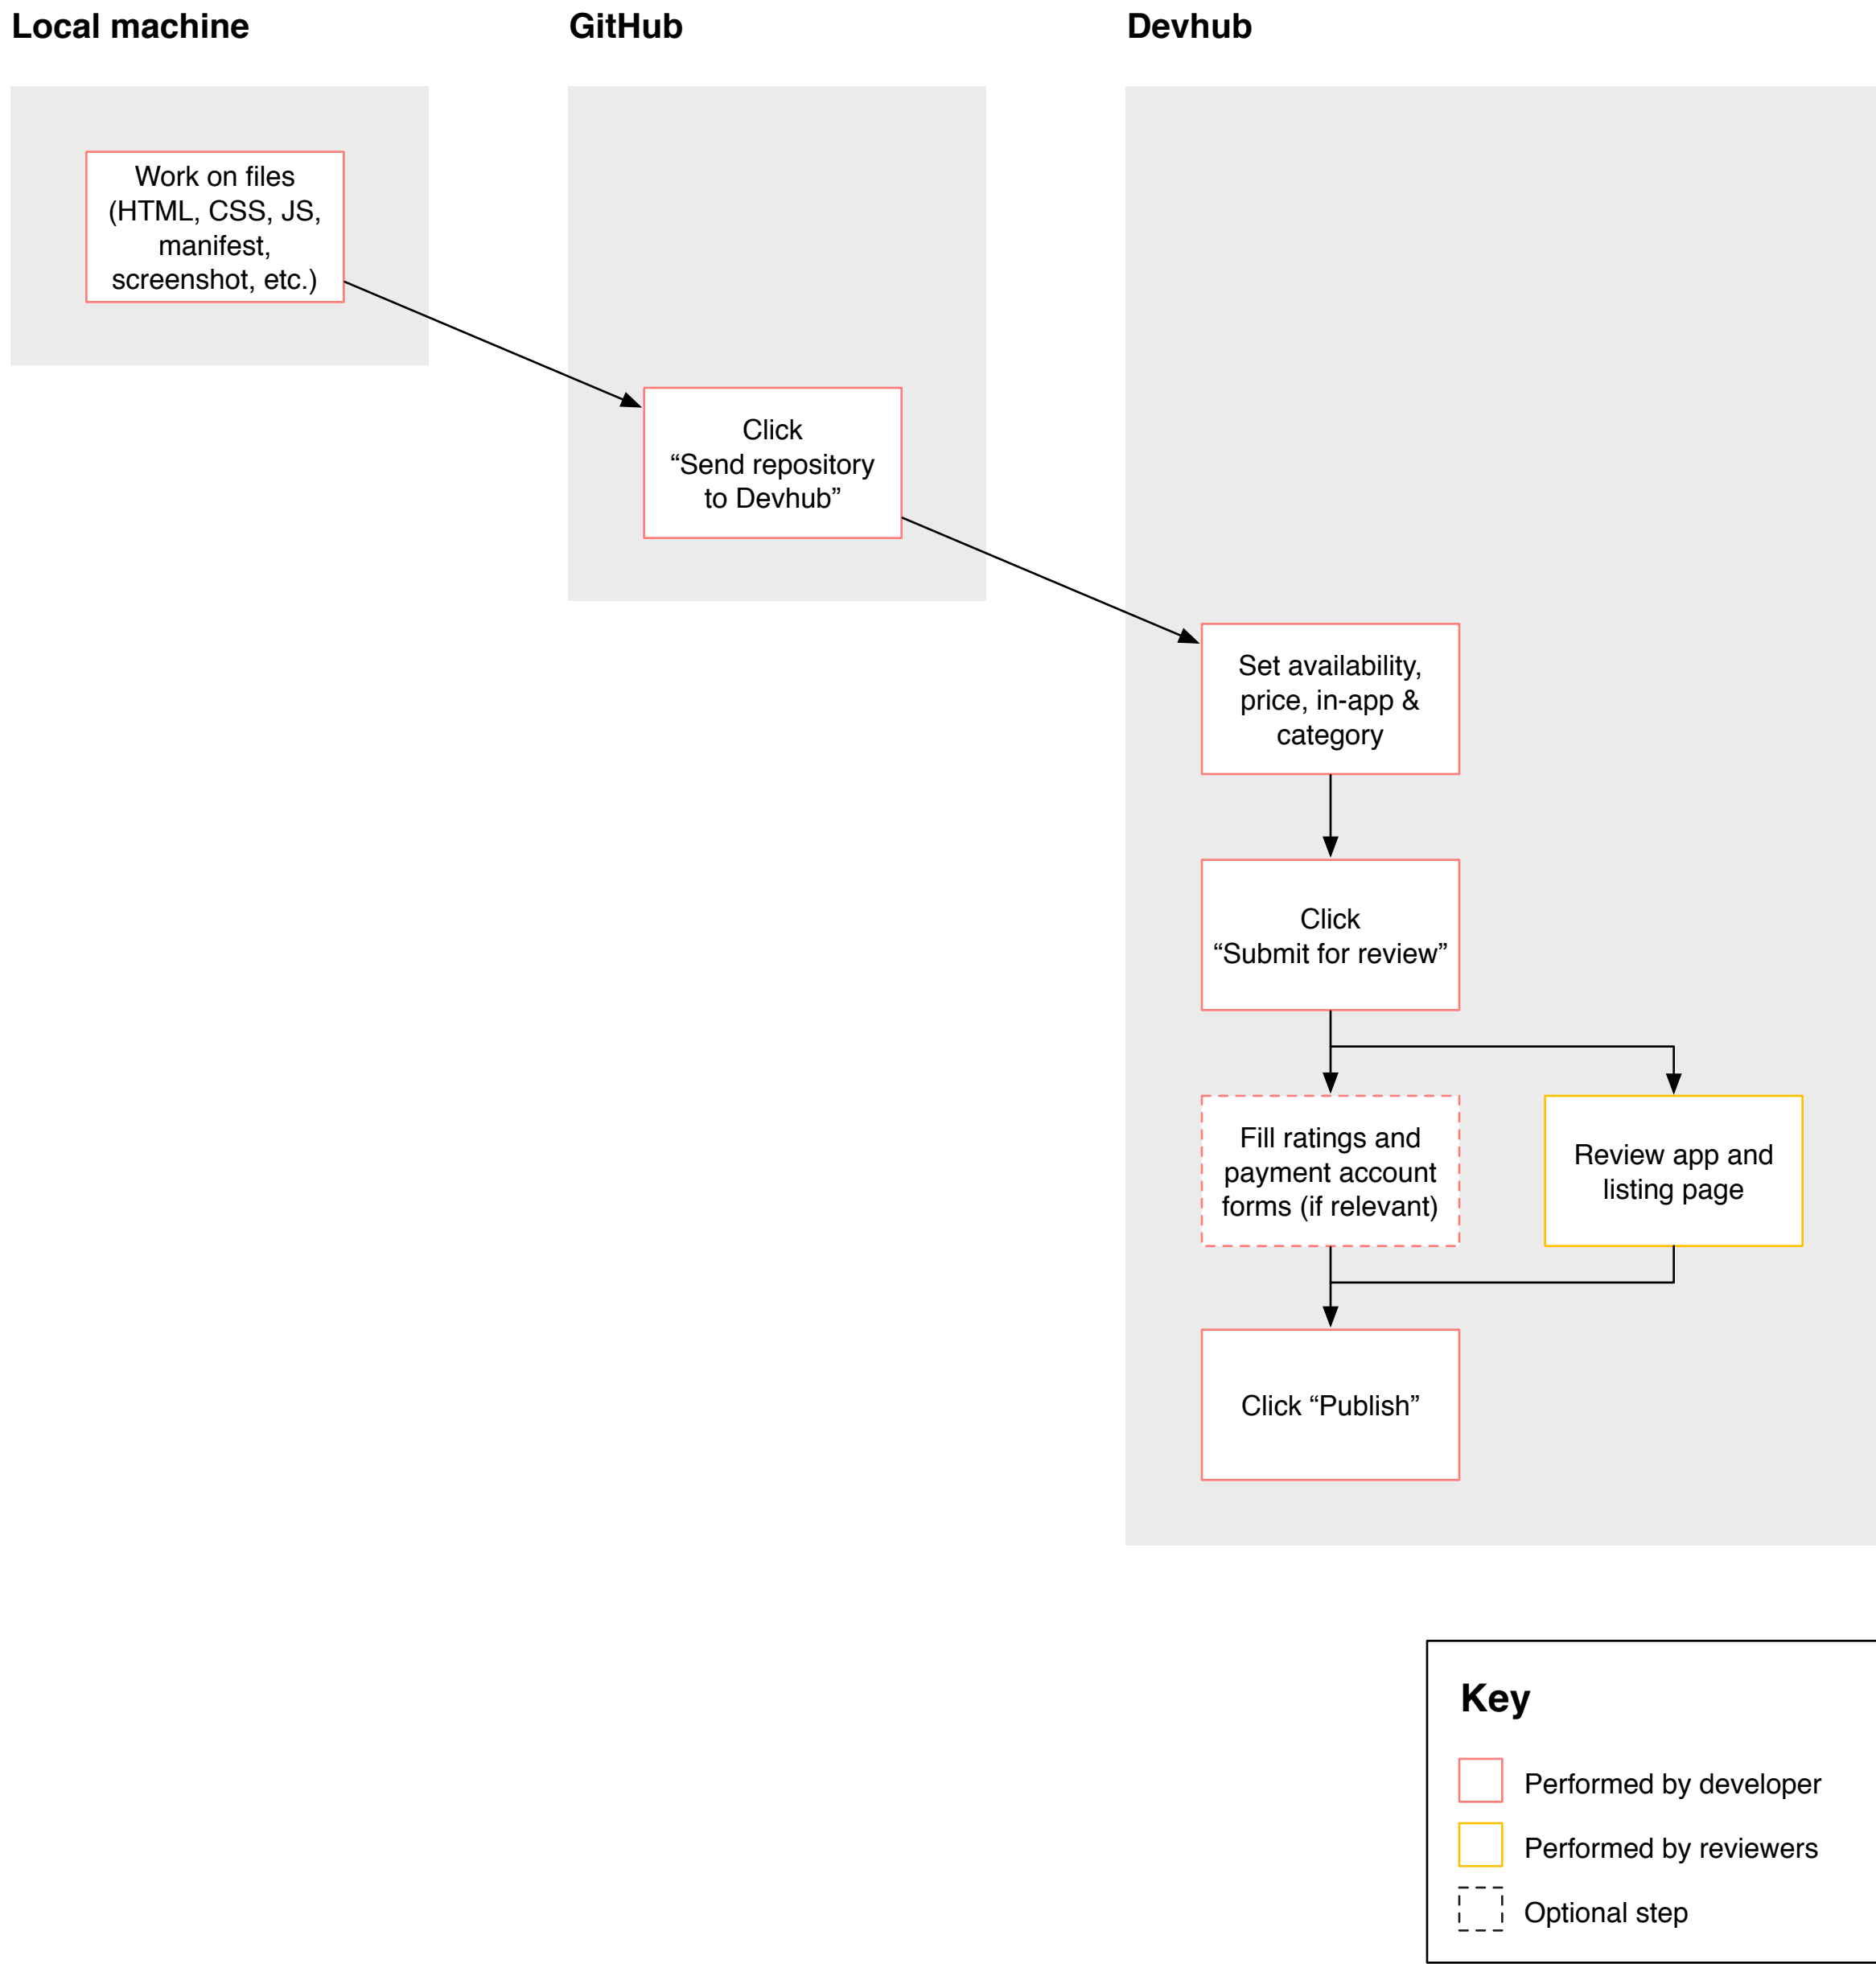 Local machine
GitHub
Devhub
Work on files
(HTML, CSS, JS,
manifest,
screenshot, etc.)
Click
“Send repository
to Devhub”
Set availability,
price, in-app &
category
Click
“Submit for review”
Fill ratings and
payment account
forms (if relevant)
Review app and
listing page
Click “Publish”
Key
Performed by developer
Performed by reviewers
Optional step